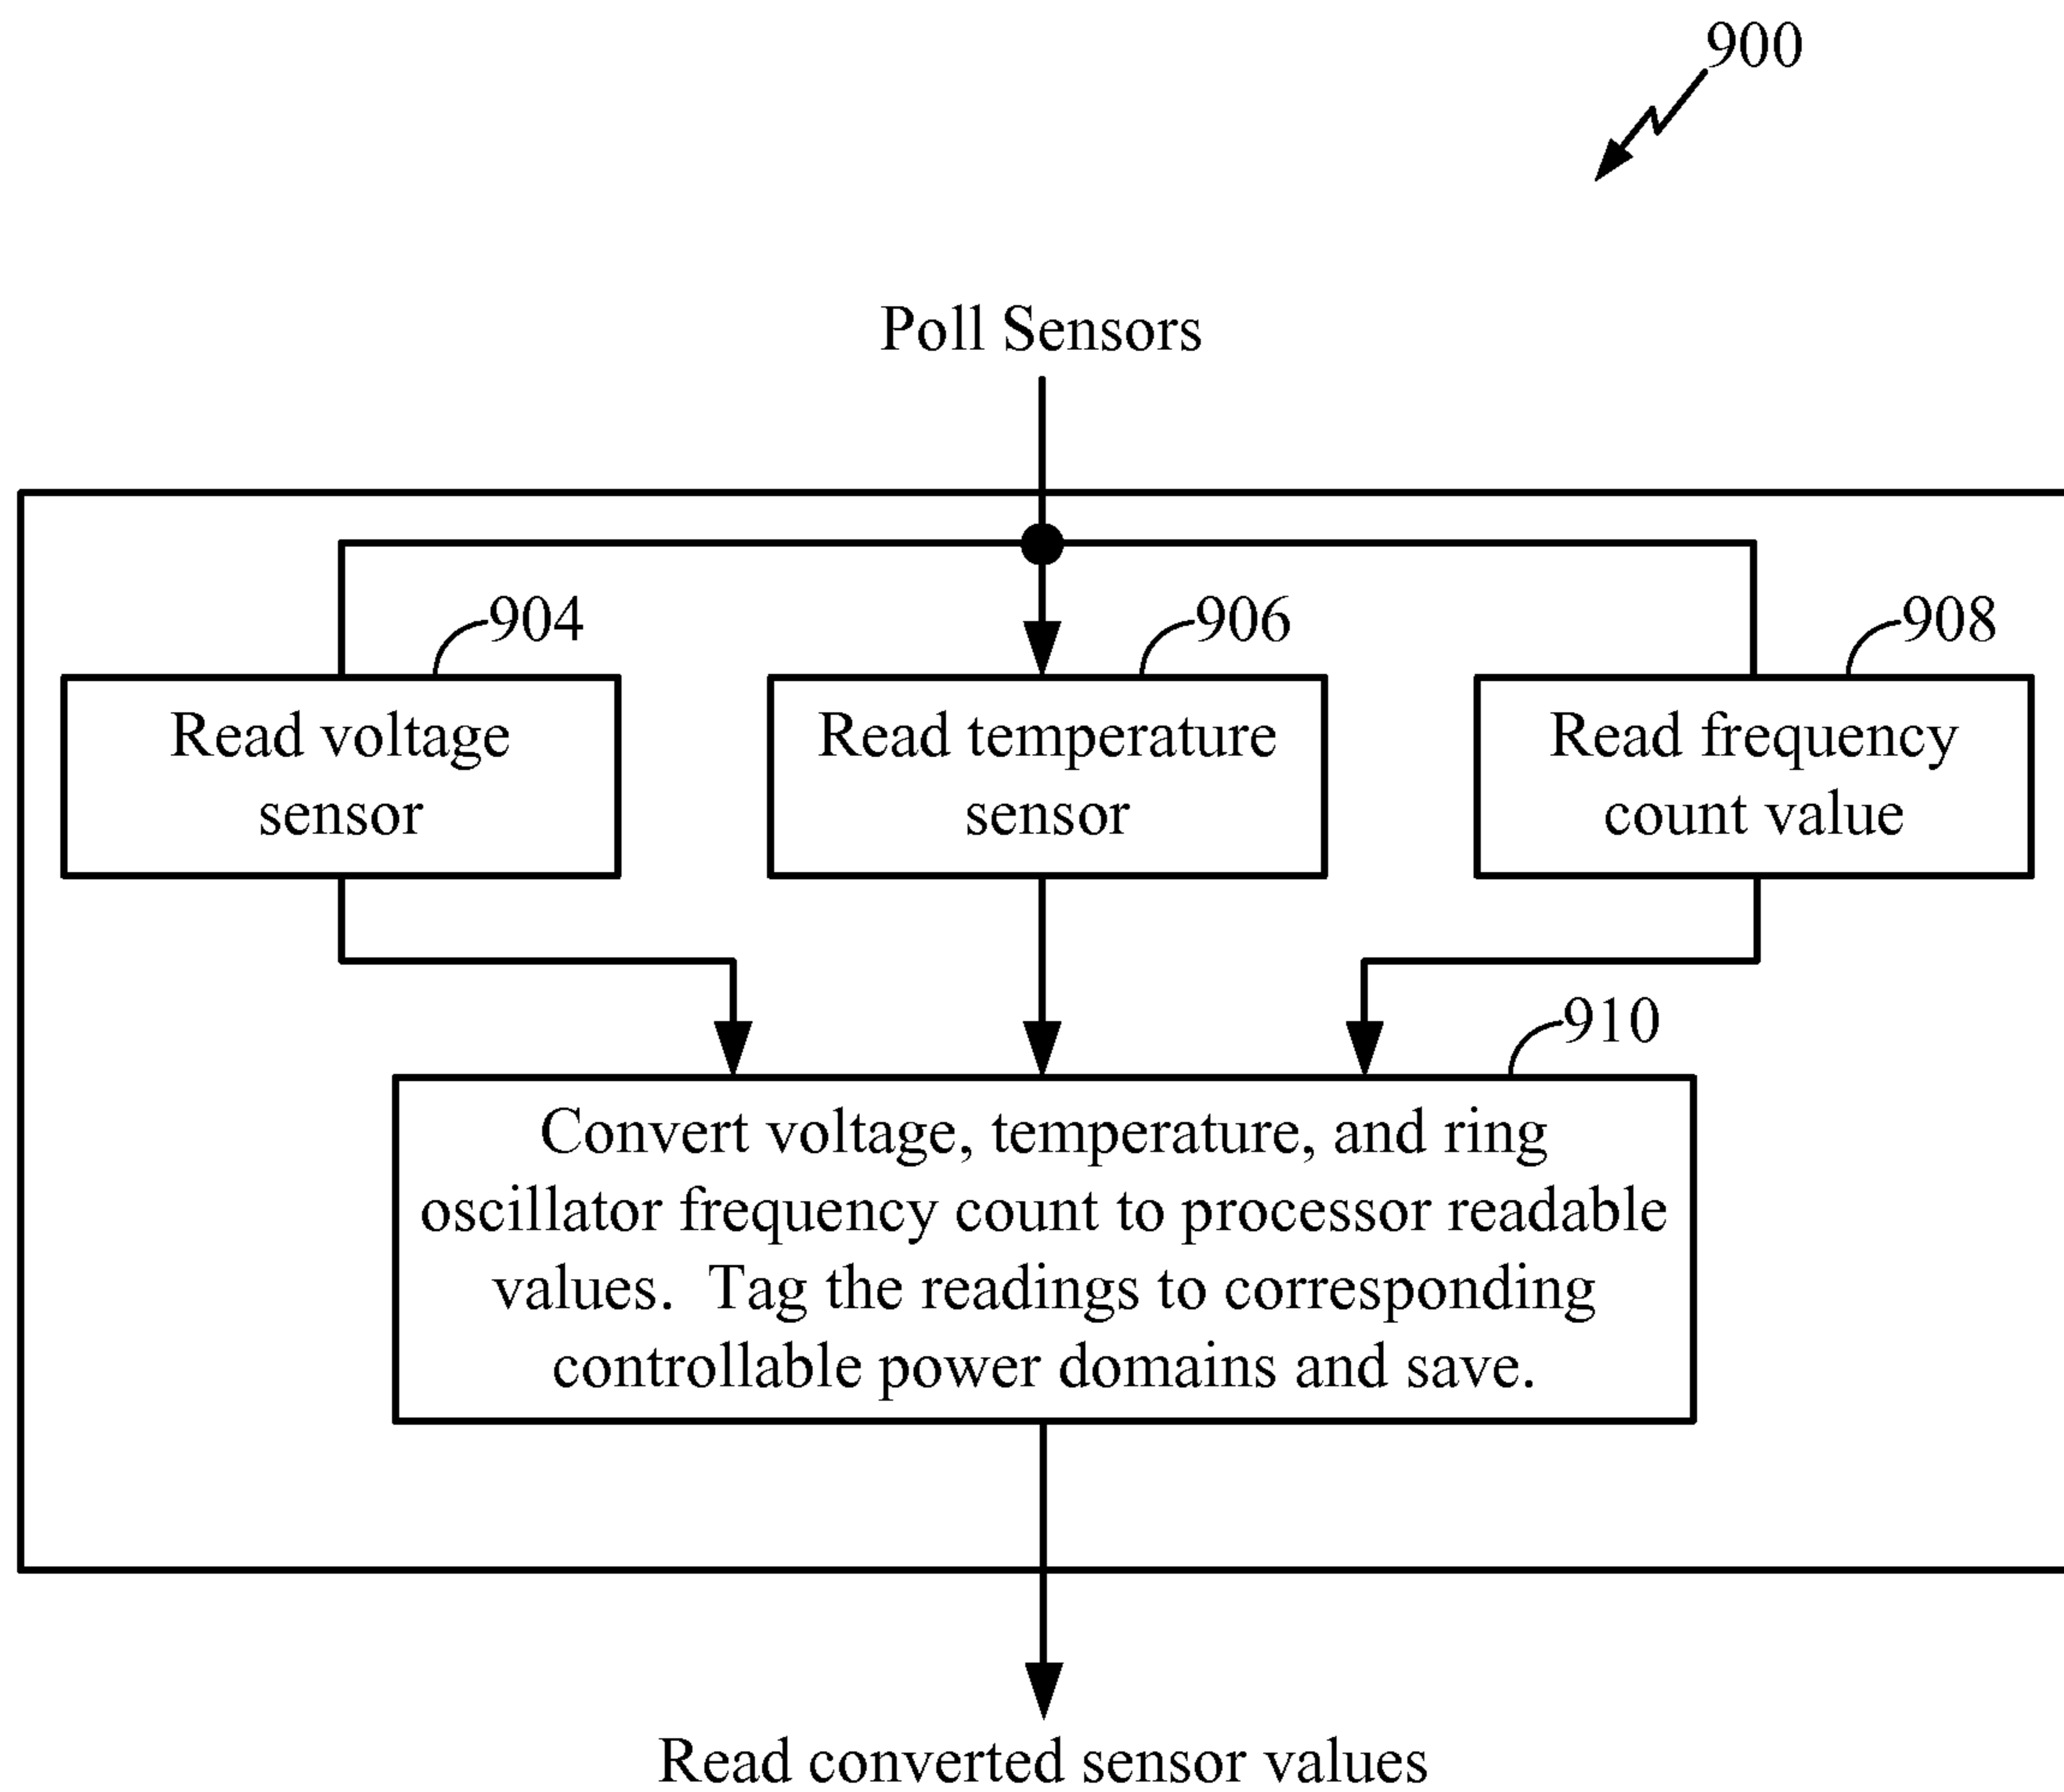 900
Poll Sensors
904
906
908
Read voltage
sensor
Read temperature
sensor
Read frequency
count value
910
Convert voltage, temperature, and ring
oscillator frequency count to processor readable
values.  Tag the readings to corresponding
controllable power domains and save.
Read converted sensor values